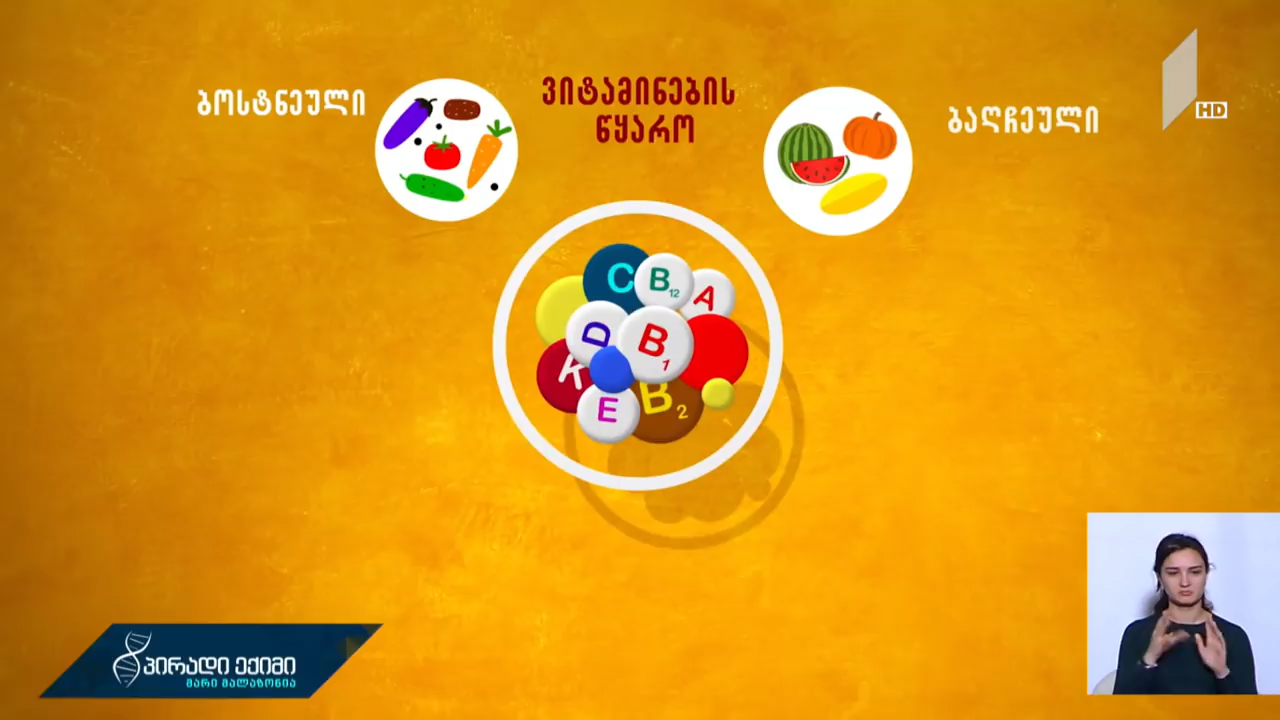 ბოსტნეული
ვიტამინების
წყარო
ბაღჩეული
HD
C
B12
A
D
B1
K
E
B2
პირადი ექიმი
მარი მალაზონია